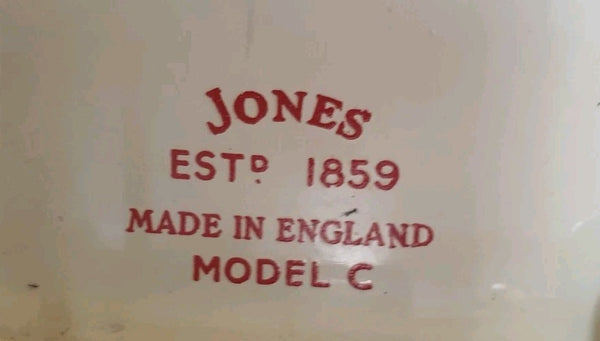 JONES
ESTD 1859
MADE IN ENGLAND
MODEL C